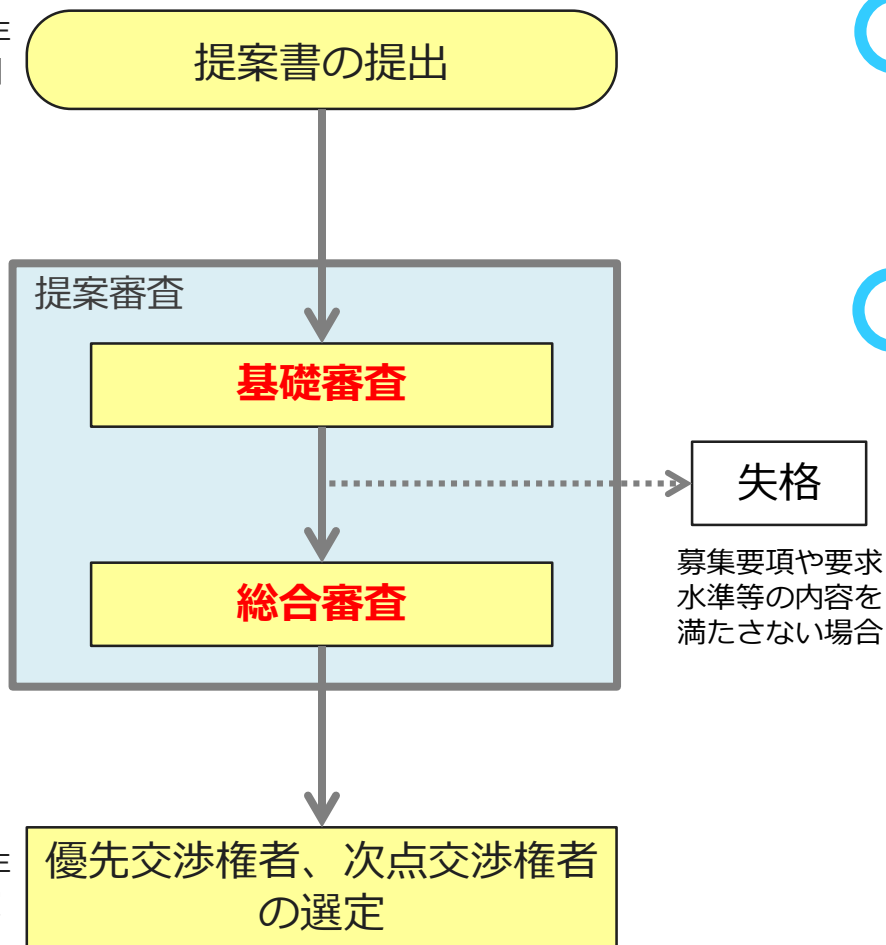 提案書の提出
提案審査
基礎審査
失格
募集要項や要求
水準等の内容を
満たさない場合
総合審査
優先交渉権者、次点交渉権者
の選定